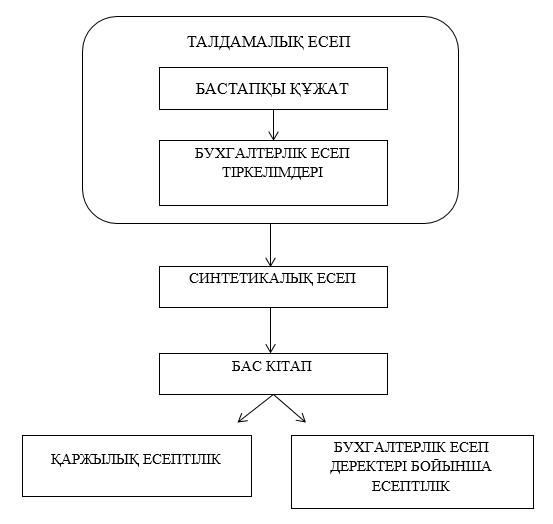 ТАЛДАМАЛЫҚ ЕСЕП
БАСТАПҚЫ ҚҰЖАТ
БУХГАЛТЕРЛІК ЕСЕП
ТІРКЕЛІМДЕРІ
СИНТЕТИКАЛЫҚ ЕСЕП
БАС КІТАП
ҚАРЖЫЛЫҚ ЕСЕПТІЛІК
БУХГАЛТЕРЛІК ЕСЕП
ДЕРЕКТЕРІ БОЙЫНША
ЕСЕПТІЛІК